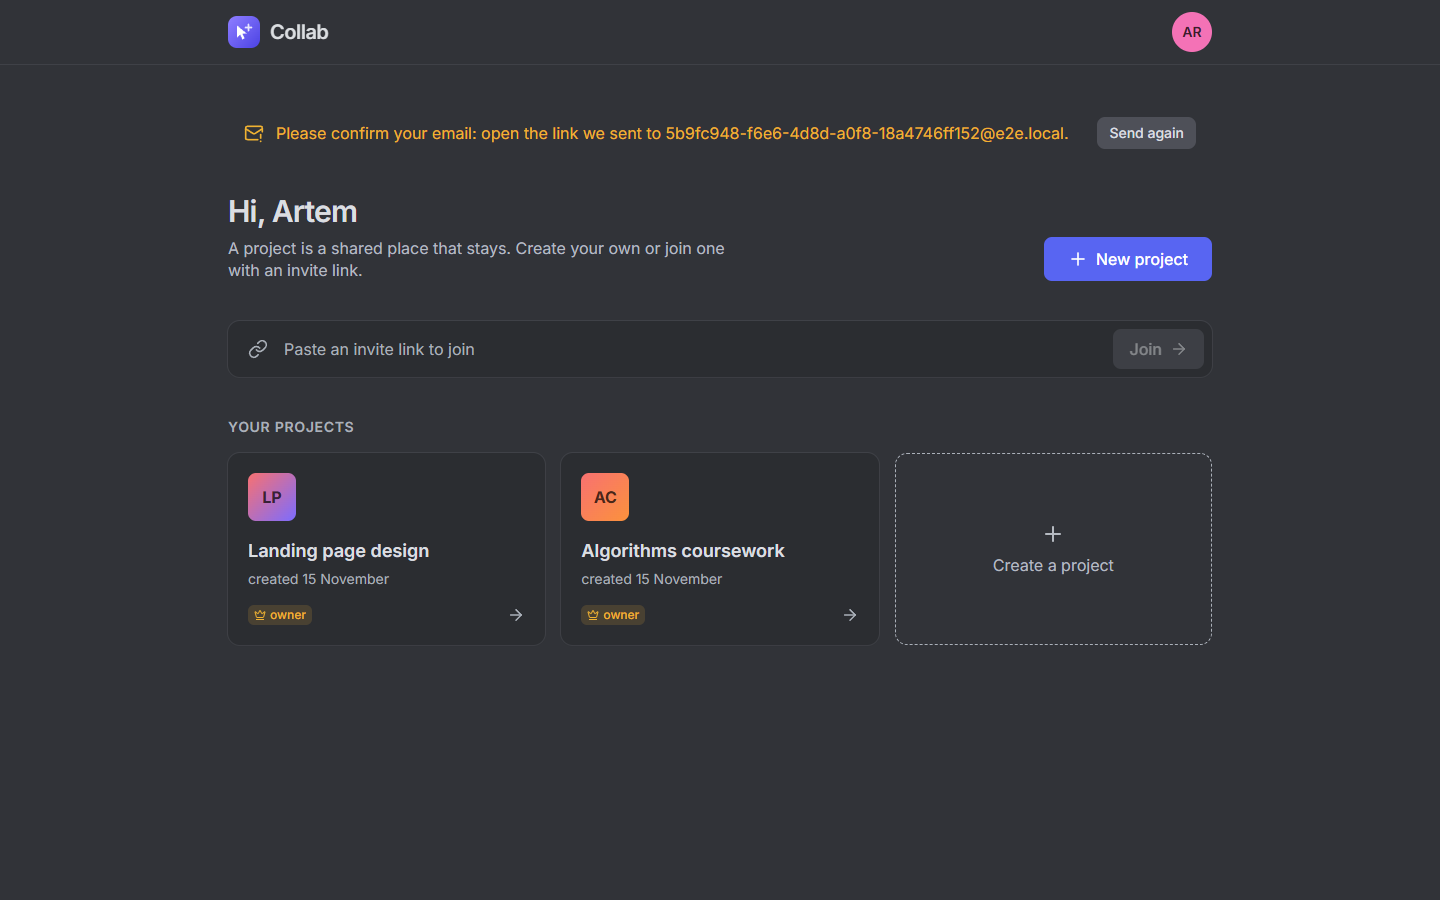 Collab
AR
Please confirm your email: open the link we sent to 5b9fc948-f6e6-4d8d-a0f8-18a4746ff152@e2e.local.
Send again
Hi, Artem
A project is a shared place that stays. Create your own or join one
with an invite link.
New project
Paste an invite link to join
Join
YOUR PROJECTS
LP
Landing page design
created 15 November
owner
AC
Algorithms coursework
created 15 November
owner
Create a project